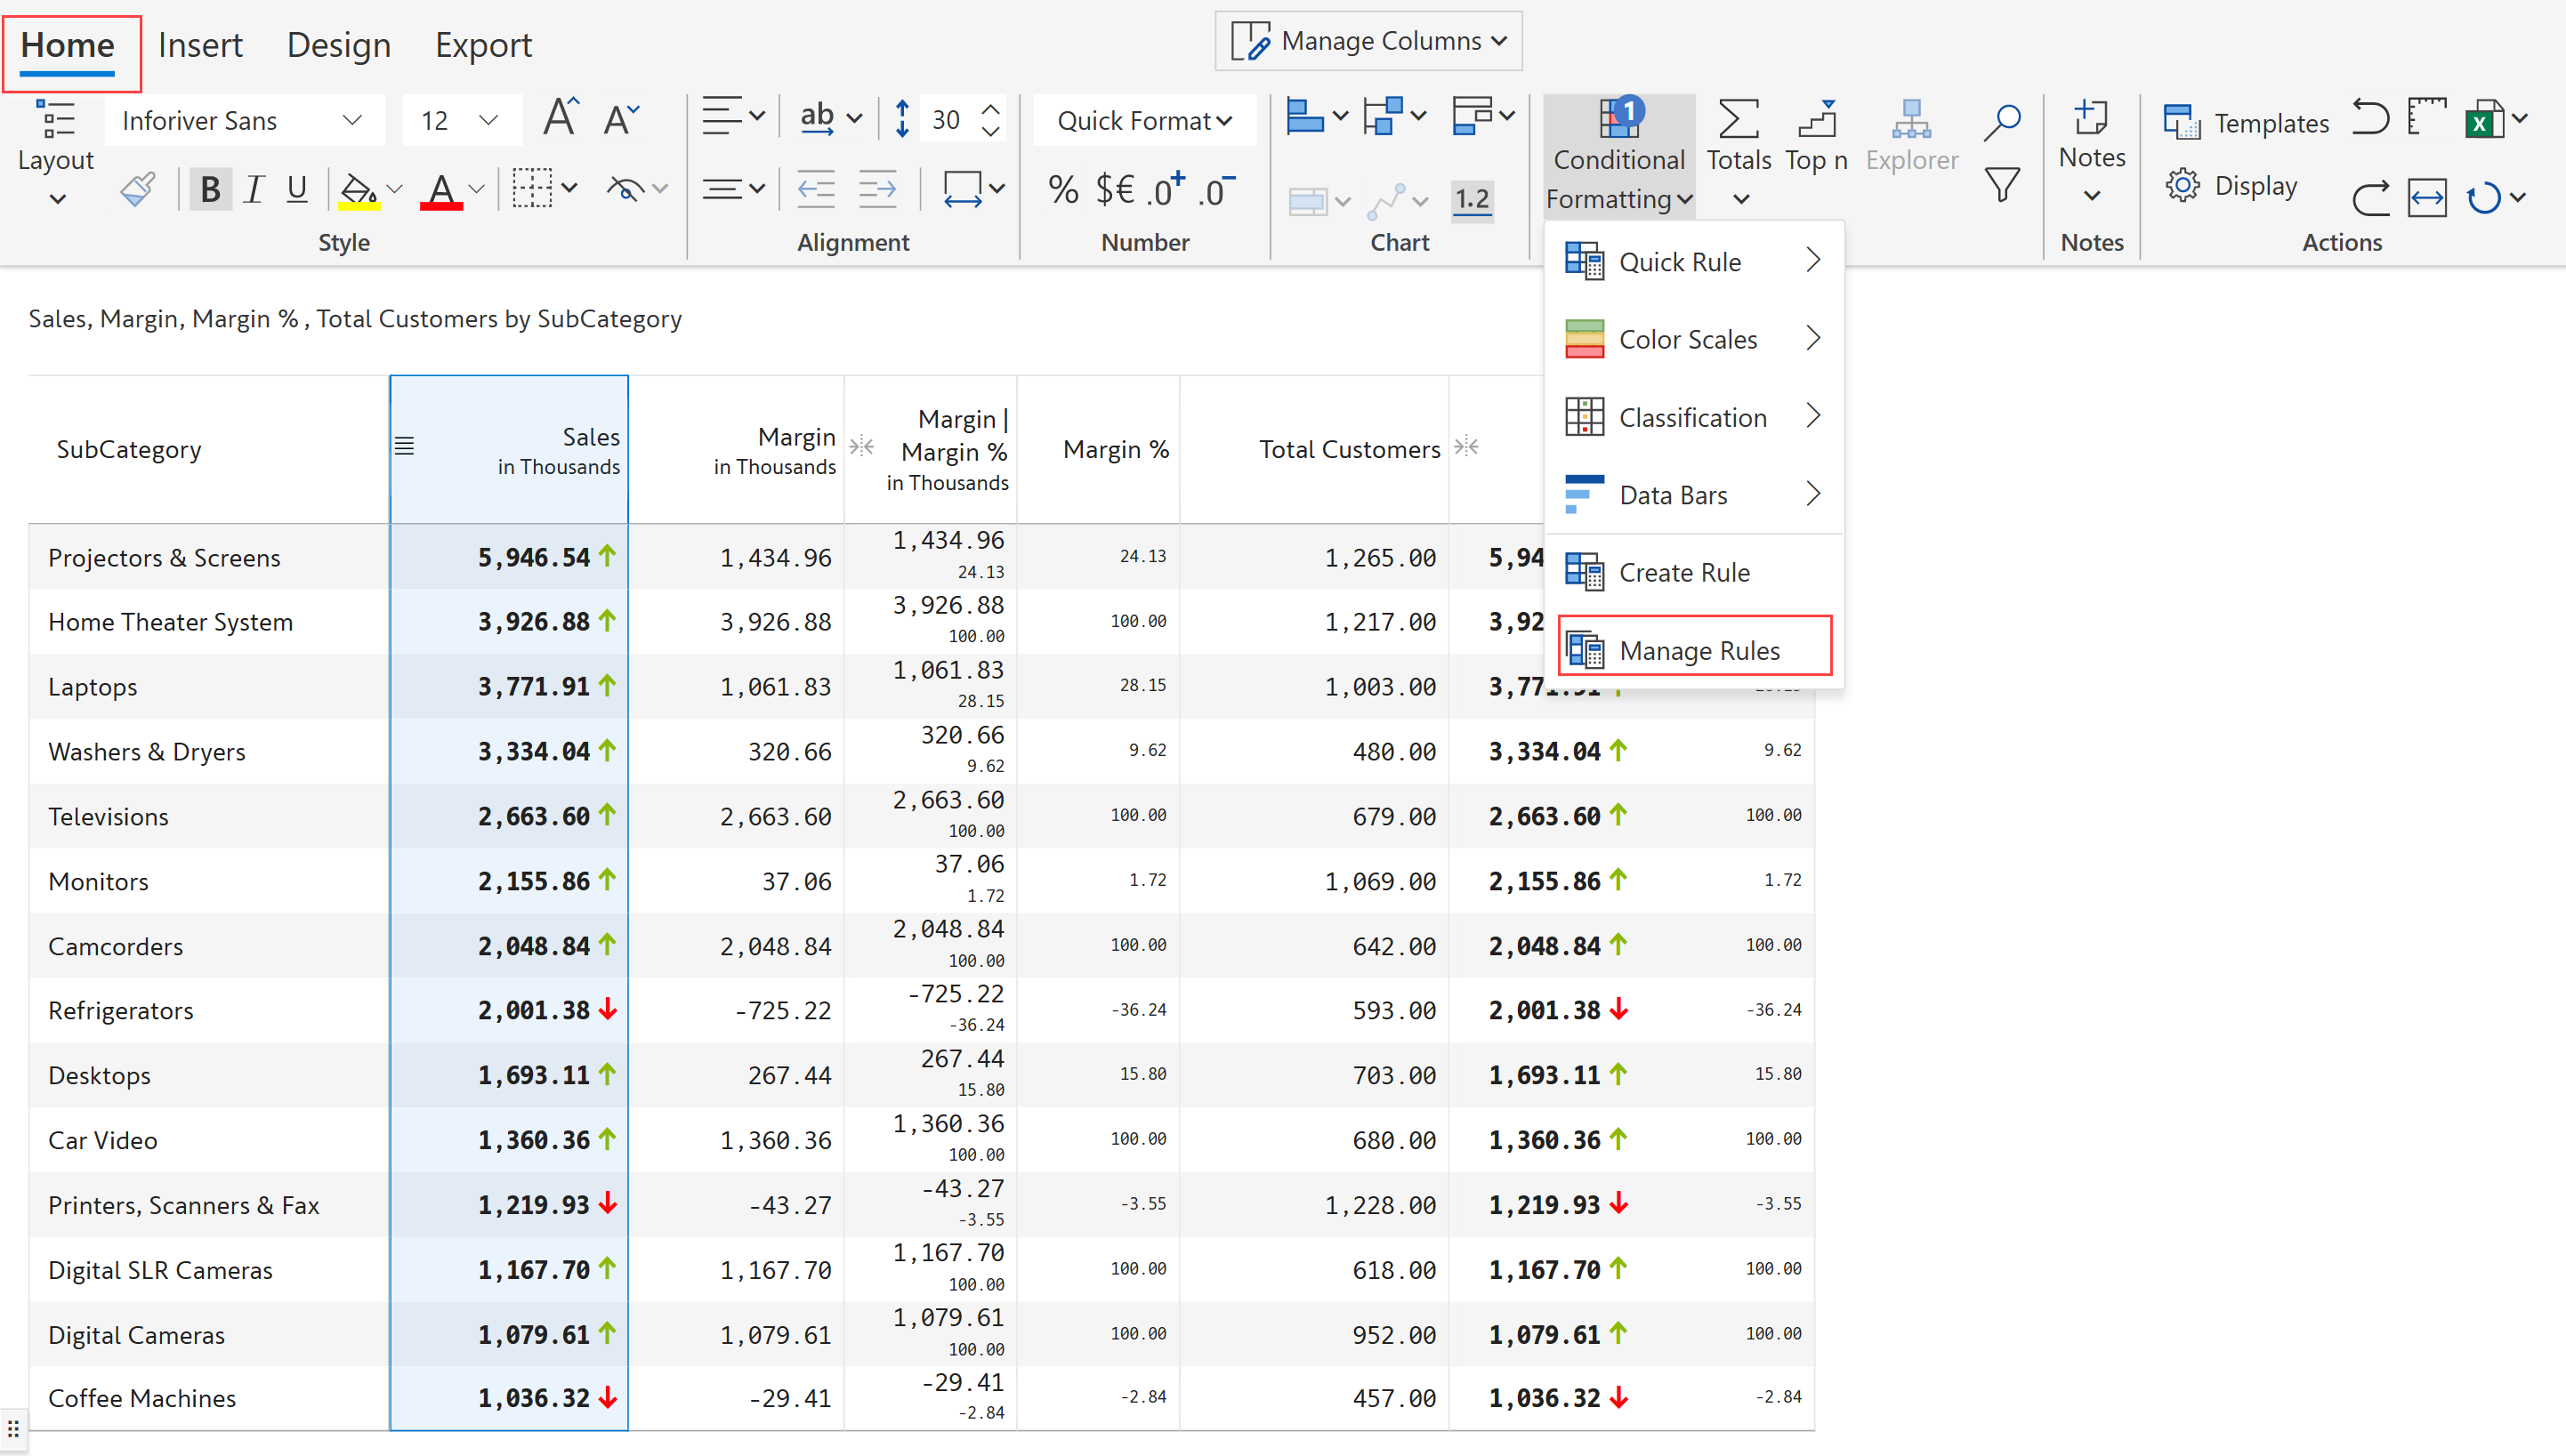 Home Insert Design Export
Manage Columns
Layout
Inforiver Sans
12
A A
B I U
A
Style
ab
30
Alignment
Quick Format
% $€ .0+ .0−
Number
1.2
Chart
1
Conditional
Formatting
Totals
Top n
Explorer
Notes
Notes
Templates
Display
X
Actions
Quick Rule
Color Scales
Classification
Data Bars
Create Rule
Manage Rules
Sales, Margin, Margin % , Total Customers by SubCategory
SubCategory
Sales
in Thousands
Margin
in Thousands
Margin |
Margin %
in Thousands
Margin %
Total Customers
Projectors & Screens 5,946.54 1,434.96 1,434.96 24.13 24.13 1,265.00 5,94
Home Theater System 3,926.88 3,926.88 3,926.88 100.00 100.00 1,217.00 3,92
Laptops 3,771.91 1,061.83 1,061.83 28.15 28.15 1,003.00 3,771.91
Washers & Dryers 3,334.04 320.66 320.66 9.62 9.62 480.00 3,334.04 9.62
Televisions 2,663.60 2,663.60 2,663.60 100.00 100.00 679.00 2,663.60 100.00
Monitors 2,155.86 37.06 37.06 1.72 1.72 1,069.00 2,155.86 1.72
Camcorders 2,048.84 2,048.84 2,048.84 100.00 100.00 642.00 2,048.84 100.00
Refrigerators 2,001.38 -725.22 -725.22 -36.24 -36.24 593.00 2,001.38 -36.24
Desktops 1,693.11 267.44 267.44 15.80 15.80 703.00 1,693.11 15.80
Car Video 1,360.36 1,360.36 1,360.36 100.00 100.00 680.00 1,360.36 100.00
Printers, Scanners & Fax 1,219.93 -43.27 -43.27 -3.55 -3.55 1,228.00 1,219.93 -3.55
Digital SLR Cameras 1,167.70 1,167.70 1,167.70 100.00 100.00 618.00 1,167.70 100.00
Digital Cameras 1,079.61 1,079.61 1,079.61 100.00 100.00 952.00 1,079.61 100.00
Coffee Machines 1,036.32 -29.41 -29.41 -2.84 -2.84 457.00 1,036.32 -2.84